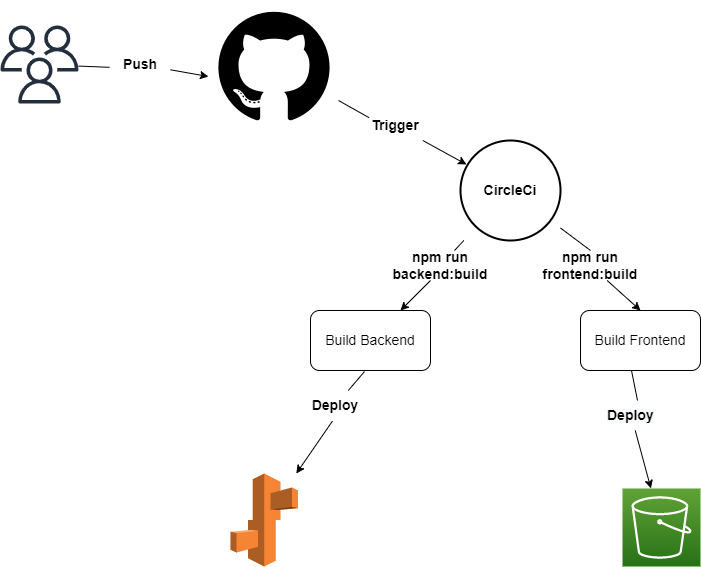 Push
Trigger
CircleCi
npm run
backend:build
npm run
frontend:build
Build Backend
Build Frontend
Deploy
Deploy